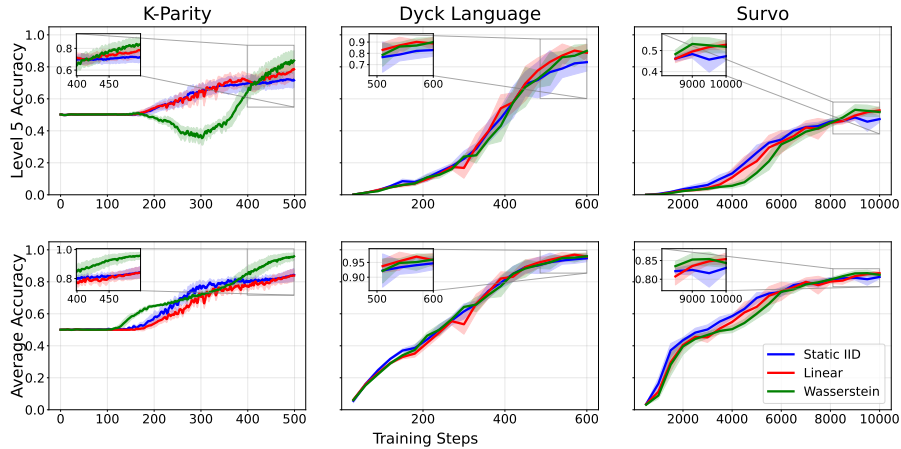 K-Parity Dyck Language Survo
Level 5 Accuracy
1.0
0.8
0.6
0.4
0.2
0.0
0.8
0.6
400 450
0 100 200 300 400 500
0.9
0.8
0.7
500 600
200 400 600
0.5
0.4
9000 10000
2000 4000 6000 8000 10000
Average Accuracy
1.0
0.8
0.6
0.4
0.2
0.0
1.0
0.8
400 450
0 100 200 300 400 500
0.95
0.90
500 600
200 400 600
0.85
0.80
9000 10000
2000 4000 6000 8000 10000
Static IID
Linear
Wasserstein
Training Steps